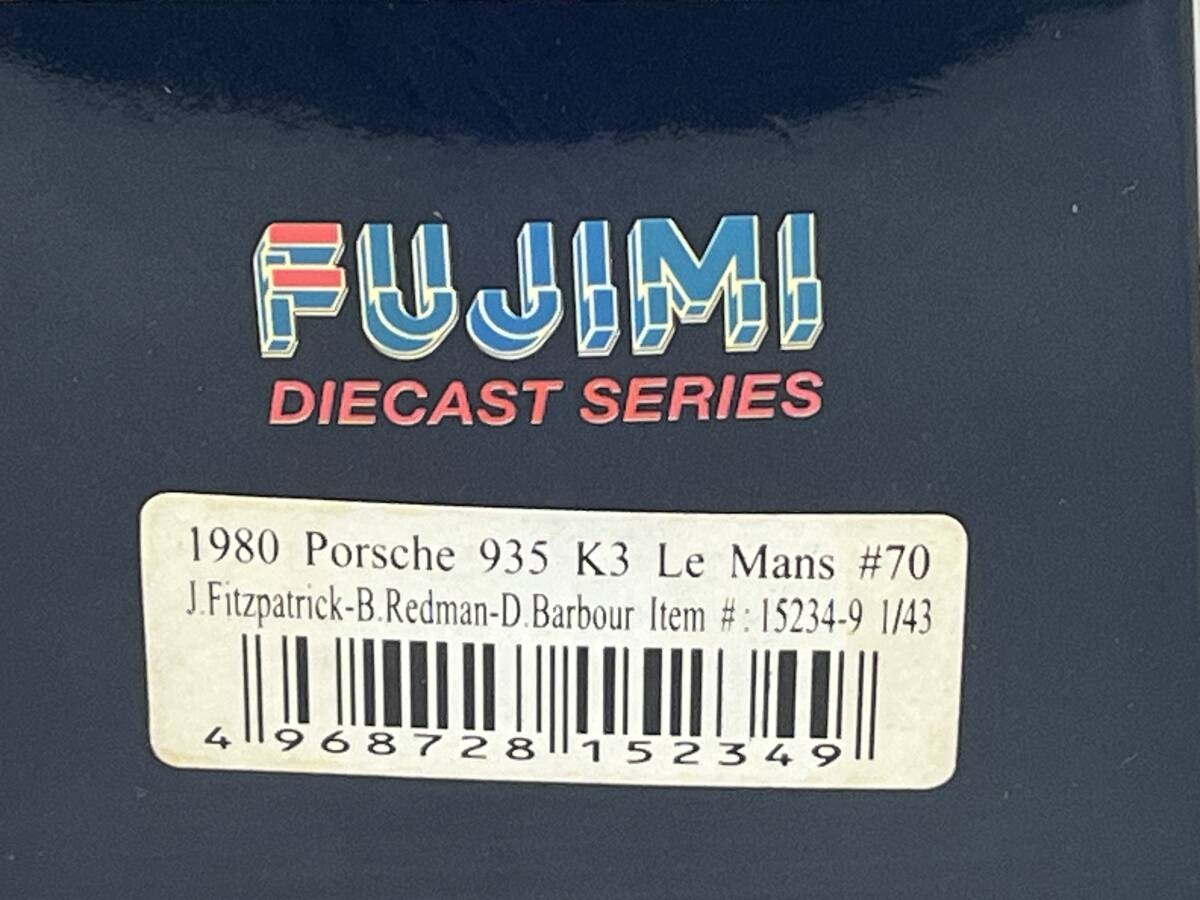 FUJIMI
DIECAST SERIES
1980 Porsche 935 K3 Le Mans #70
J.Fitzpatrick-B.Redman-D.Barbour Item #:15234-9 1/43
4 968728 152349